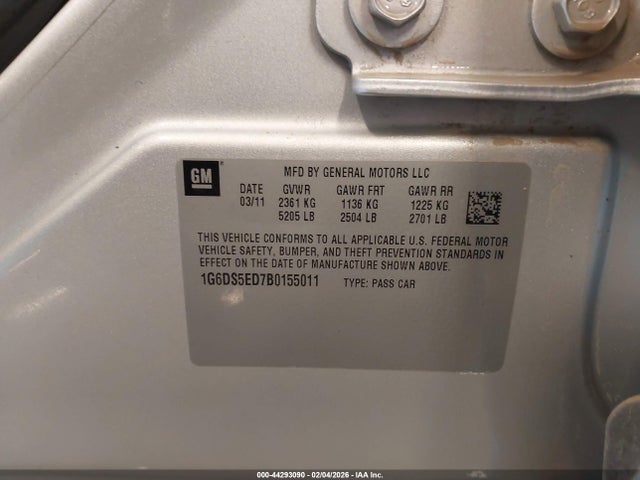 GM
MFD BY GENERAL MOTORS LLC
DATE GVWR GAWR FRT GAWR RR
03/11 2361 KG 1136 KG 1225 KG
5205 LB 2504 LB 2701 LB
THIS VEHICLE CONFORMS TO ALL APPLICABLE U.S. FEDERAL MOTOR
VEHICLE SAFETY, BUMPER, AND THEFT PREVENTION STANDARDS IN
EFFECT ON THE DATE OF MANUFACTURE SHOWN ABOVE.
1G6DS5ED7B0155011 TYPE: PASS CAR
000-44293090 - 02/04/2026 - IAA Inc.